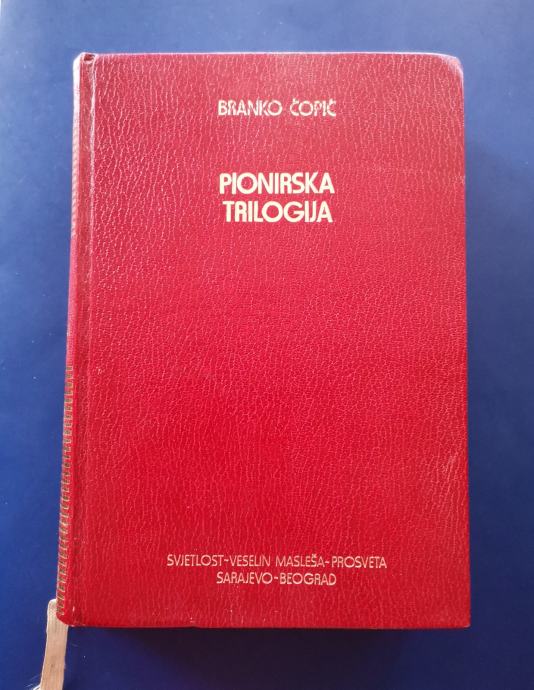 BRANKO ĆOPIĆ
PIONIRSKA
TRILOGIJA
SVJETLOST-VESELIN MASLEŠA-PROSVETA
SARAJEVO-BEOGRAD